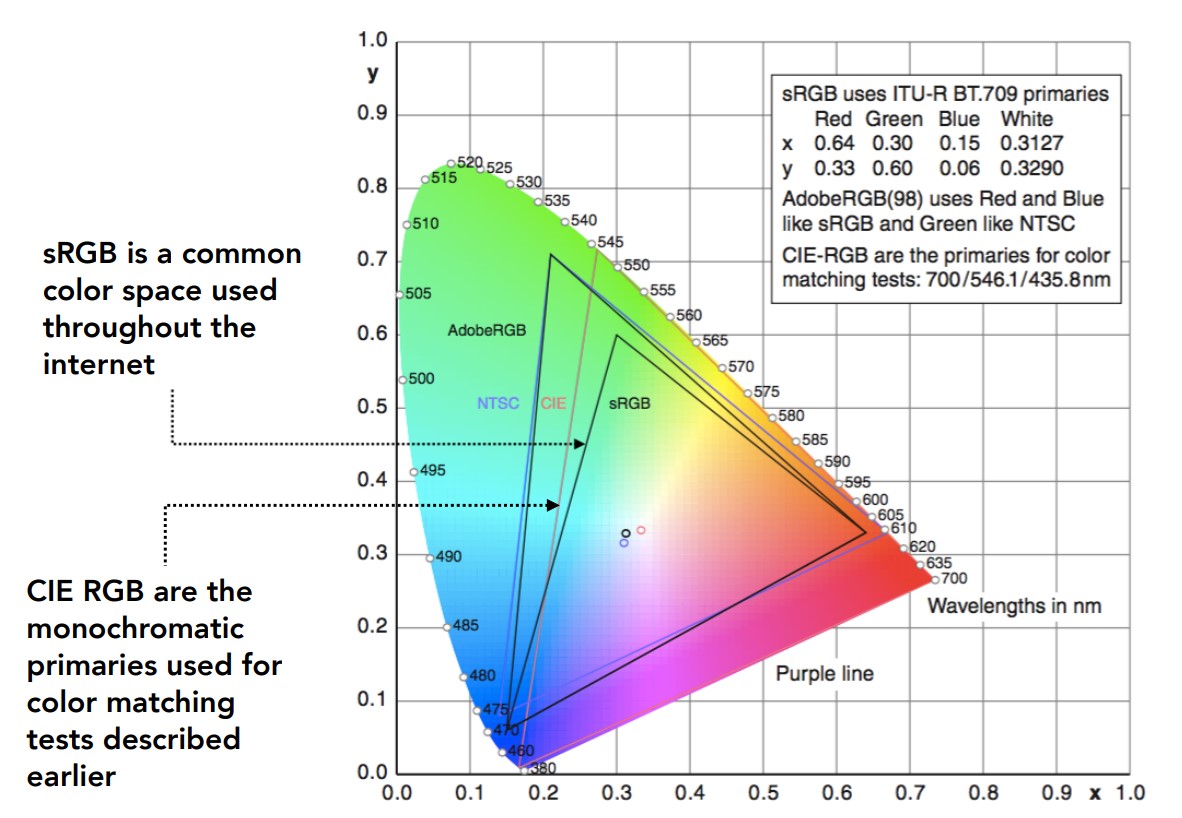 sRGB is a common
color space used
throughout the
internet
CIE RGB are the
monochromatic
primaries used for
color matching
tests described
earlier
1.0
y
0.9
0.8
0.7
0.6
0.5
0.4
0.3
0.2
0.1
0.0
0.0 0.1 0.2 0.3 0.4 0.5 0.6 0.7 0.8 0.9 x 1.0
sRGB uses ITU-R BT.709 primaries
Red Green Blue White
x 0.64 0.30 0.15 0.3127
y 0.33 0.60 0.06 0.3290
AdobeRGB(98) uses Red and Blue
like sRGB and Green like NTSC
CIE-RGB are the primaries for color
matching tests: 700/546.1/435.8nm
520
525
515
530
535
510
540
545
550
505
555
560
565
570
500
575
580
585
590
495
595
600
605
610
620
490
635
700
485
480
475
470
460
380
AdobeRGB
NTSC CIE sRGB
Wavelengths in nm
Purple line